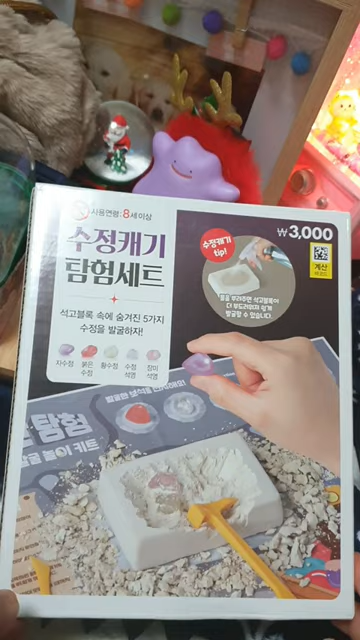 사용연령: 8세 이상
₩3,000
수정캐기
탐험세트
수정캐기
tip!
계산
바코드
물을 뿌려주면 석고블록이
더 부드러워져 쉽게
발굴할 수 있습니다.
석고블록 속에 숨겨진 5가지
수정을 발굴하자!
자수정
붉은
수정
황수정
수정
석영
장미
석영
탐험
발굴 놀이 키트